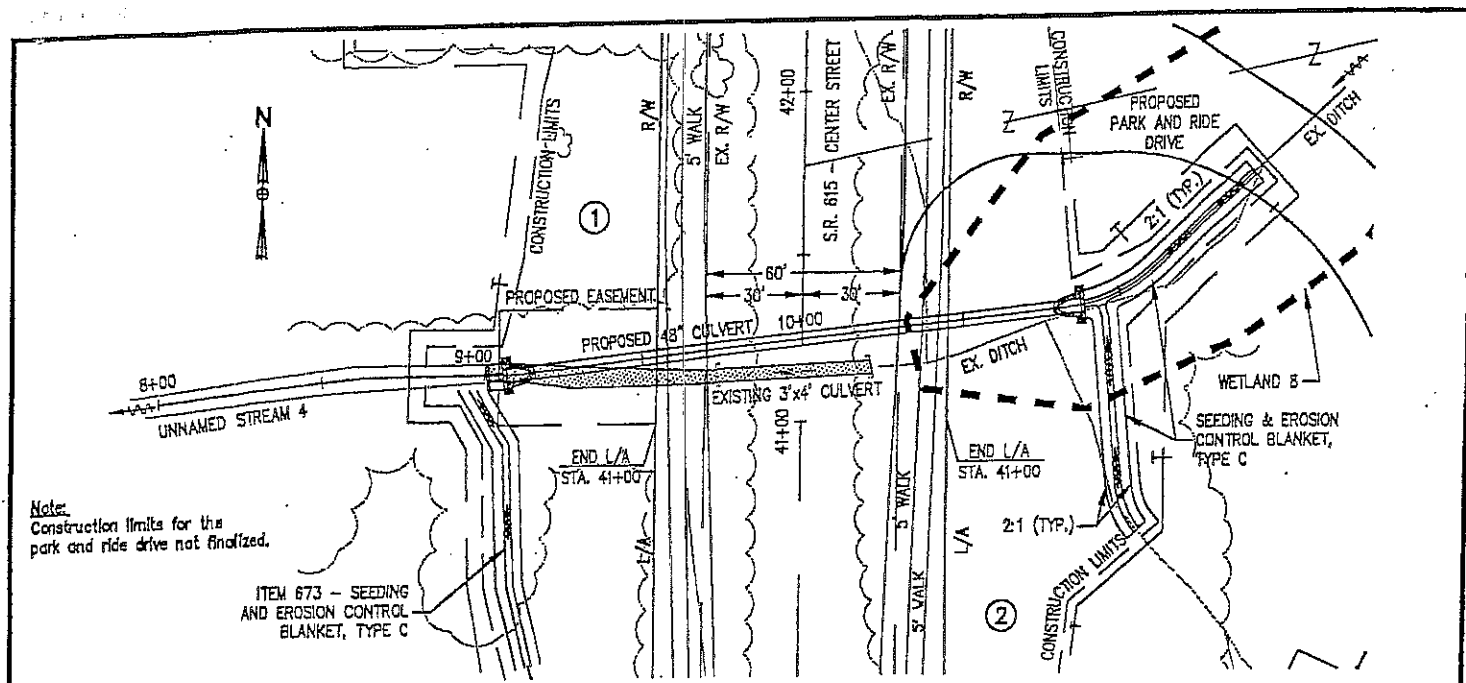 N
CONSTRUCTION LIMITS
1
R/W
5' WALK
EX. R/W
42+00
S.R. 615 - CENTER STREET
EX. R/W
R/W
CONSTRUCTION
LIMITS
Z
Z
PROPOSED
PARK AND RIDE
DRIVE
EX. DITCH
2:1 (TYP.)
60'
30'
30'
PROPOSED EASEMENT
PROPOSED 48" CULVERT
10+00
9+00
8+00
UNNAMED STREAM 4
EXISTING 3'x4' CULVERT
EX. DITCH
WETLAND 8
41+00
SEEDING & EROSION
CONTROL BLANKET,
TYPE C
END L/A
STA. 41+00
END L/A
STA. 41+00
Note:
Construction limits for the
park and ride drive not finalized.
L/A
5' WALK
5' WALK
L/A
2:1 (TYP.)
ITEM 673 - SEEDING
AND EROSION CONTROL
BLANKET, TYPE C
2
CONSTRUCTION LIMITS